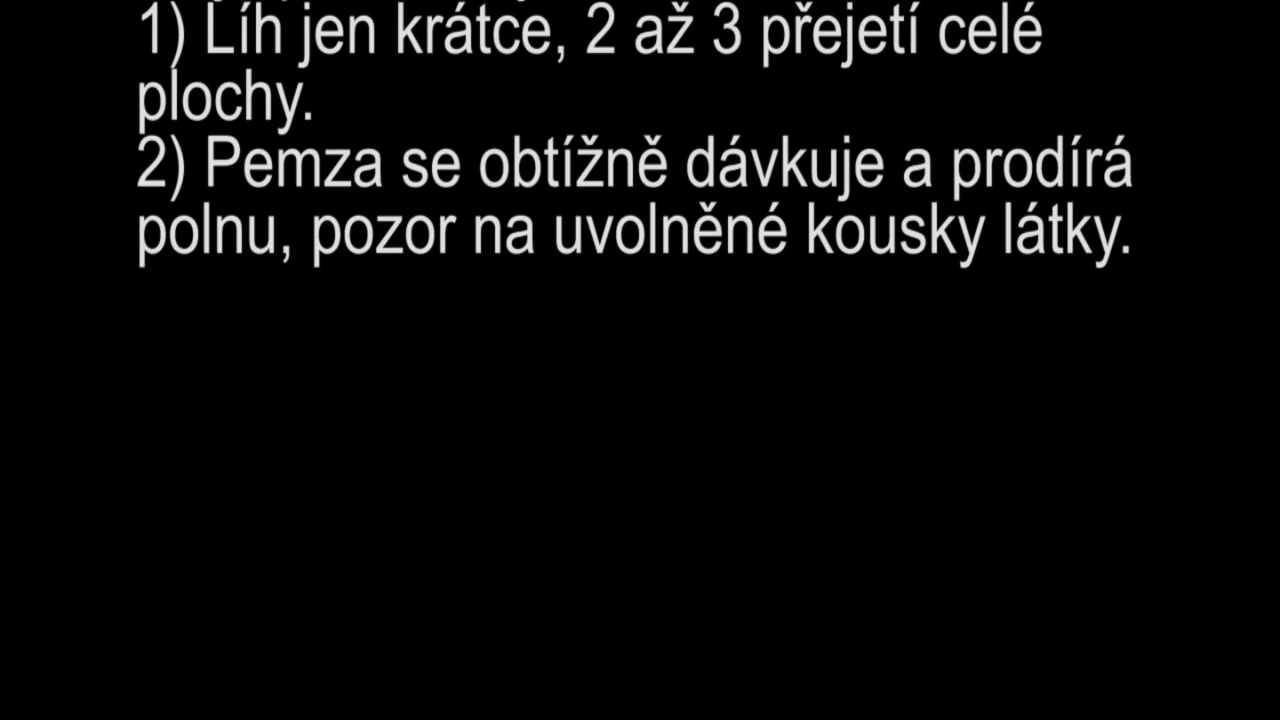 1) Líh jen krátce, 2 až 3 přejetí celé
plochy.
2) Pemza se obtížně dávkuje a prodírá
polnu, pozor na uvolněné kousky látky.